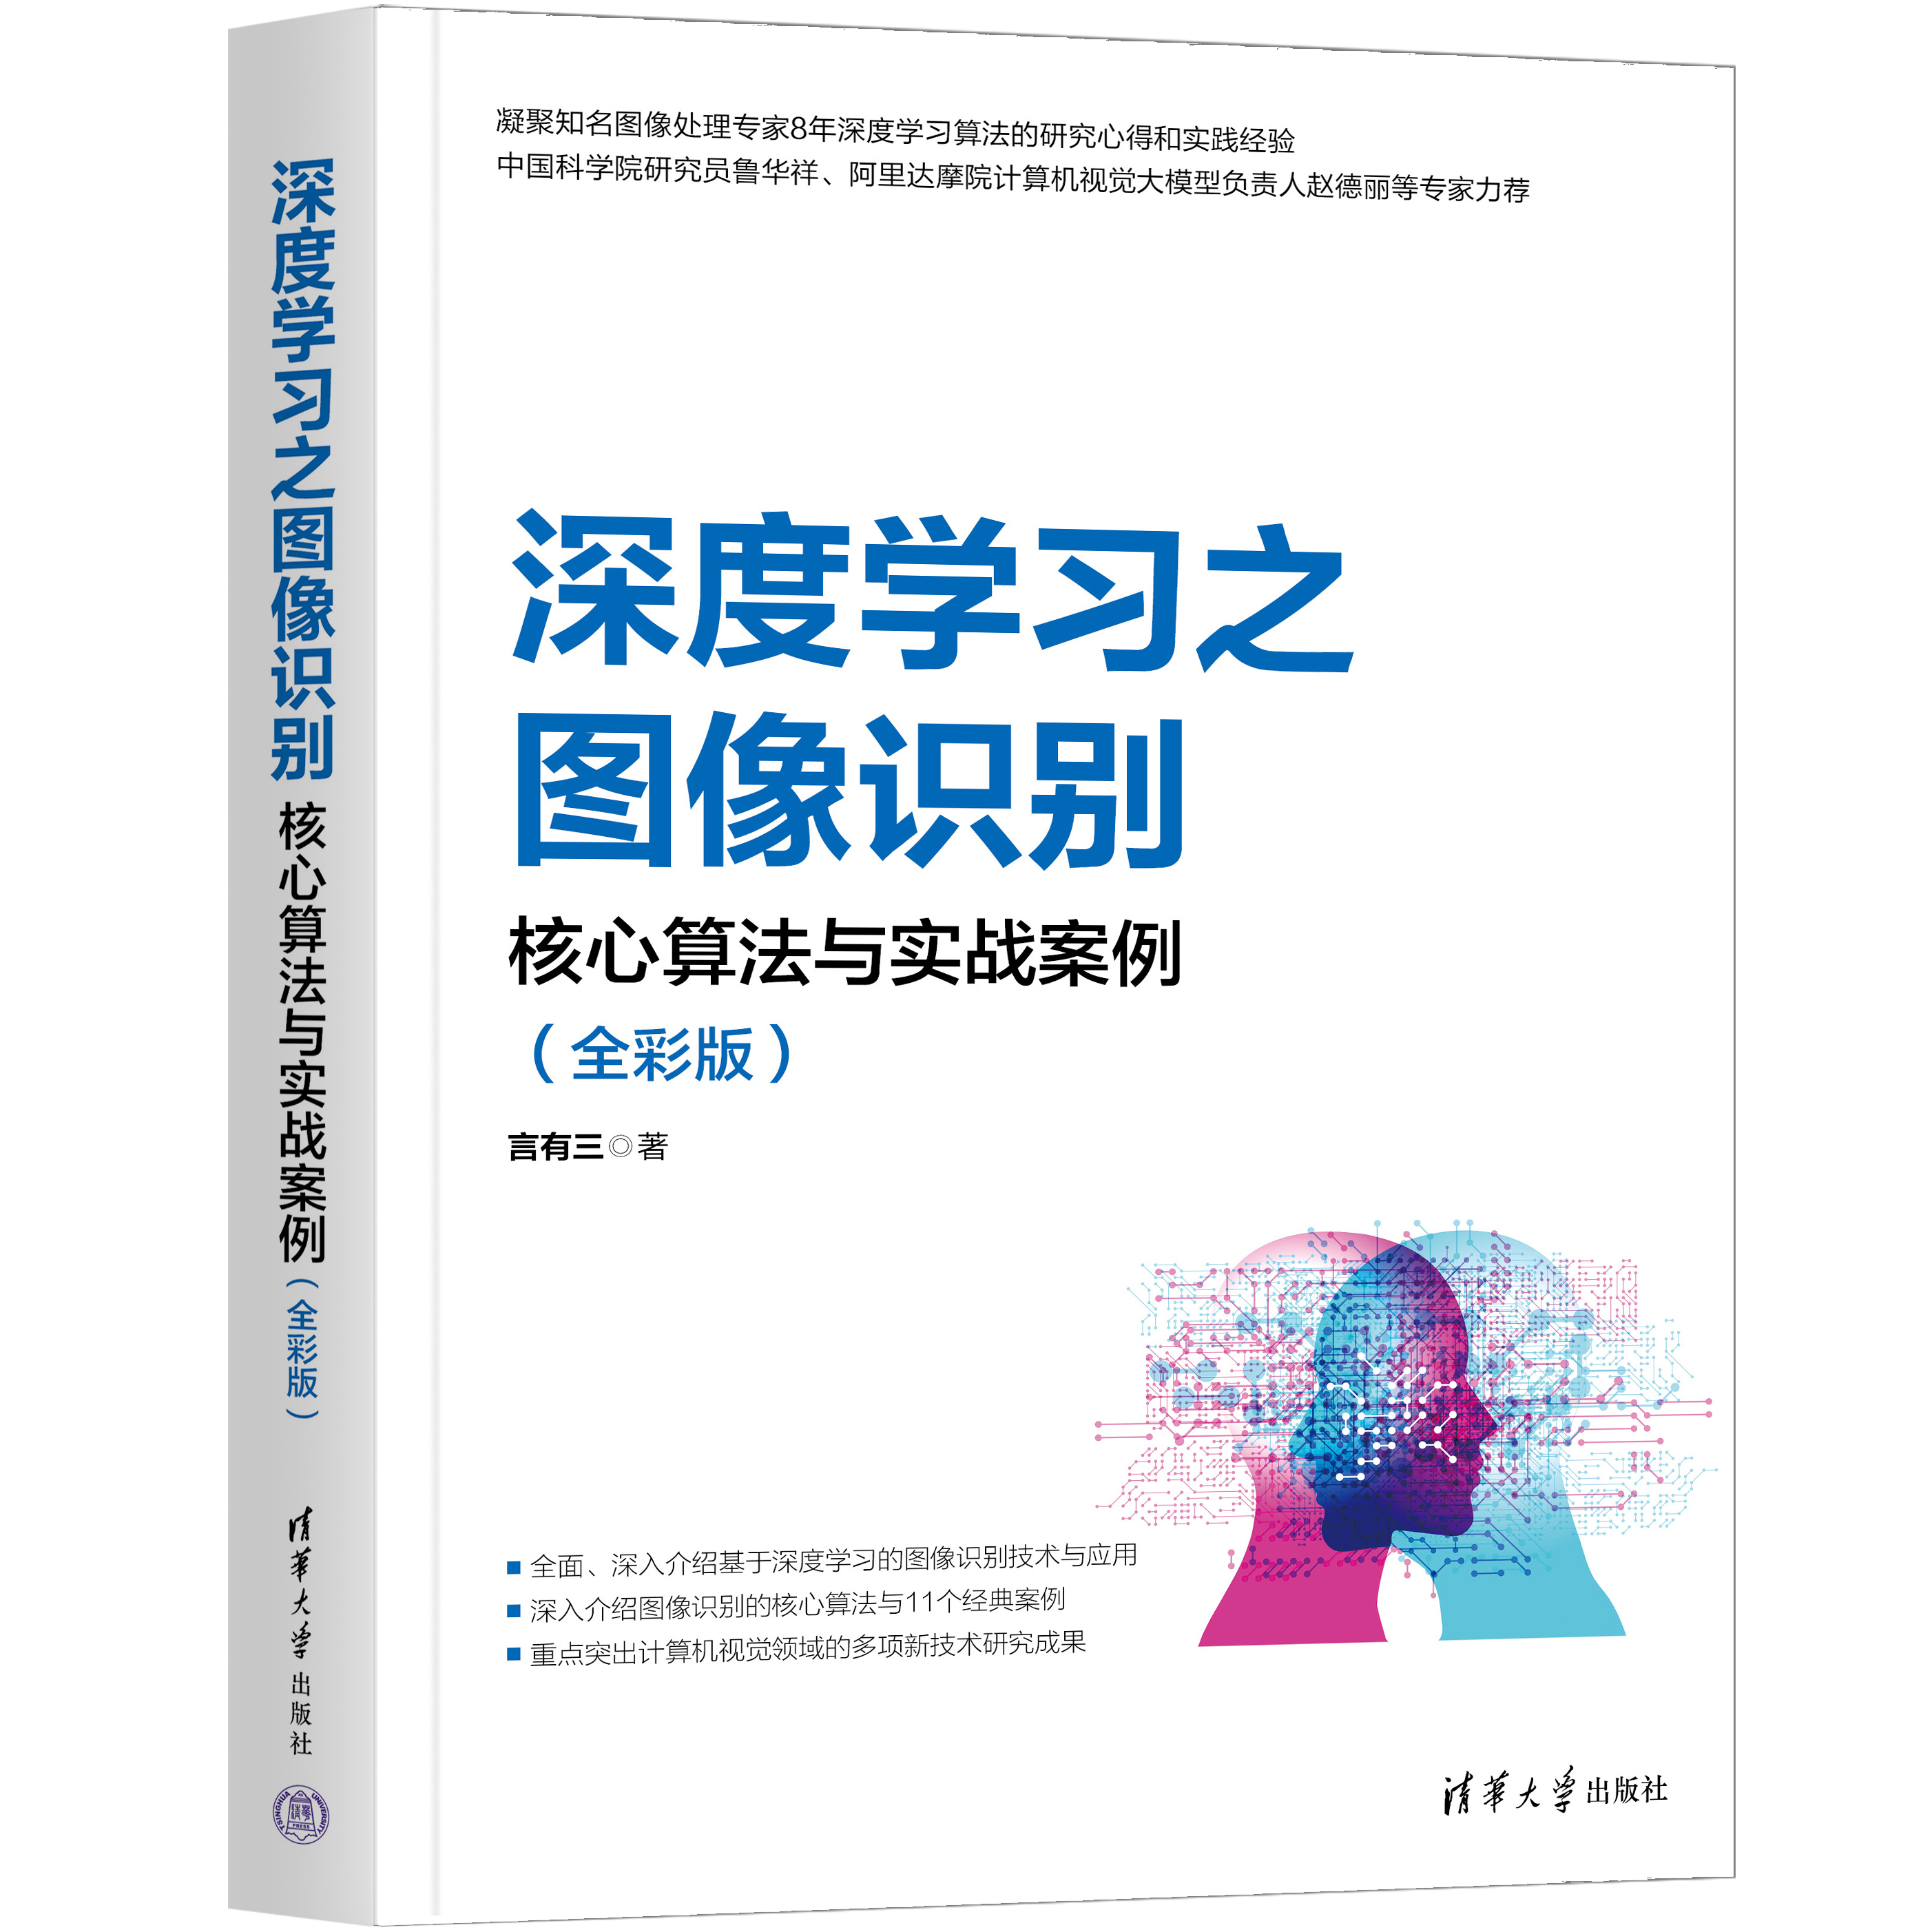 深度学习之图像识别 核心算法与实战案例（全彩版）
清华大学出版社
TSINGHUA UNIVERSITY
PRESS
凝聚知名图像处理专家8年深度学习算法的研究心得和实践经验
中国科学院研究员鲁华祥、阿里达摩院计算机视觉大模型负责人赵德丽等专家力荐
深度学习之
图像识别
核心算法与实战案例
（全彩版）
言有三◎著
■ 全面、深入介绍基于深度学习的图像识别技术与应用
■ 深入介绍图像识别的核心算法与11个经典案例
■ 重点突出计算机视觉领域的多项新技术研究成果
清华大学出版社